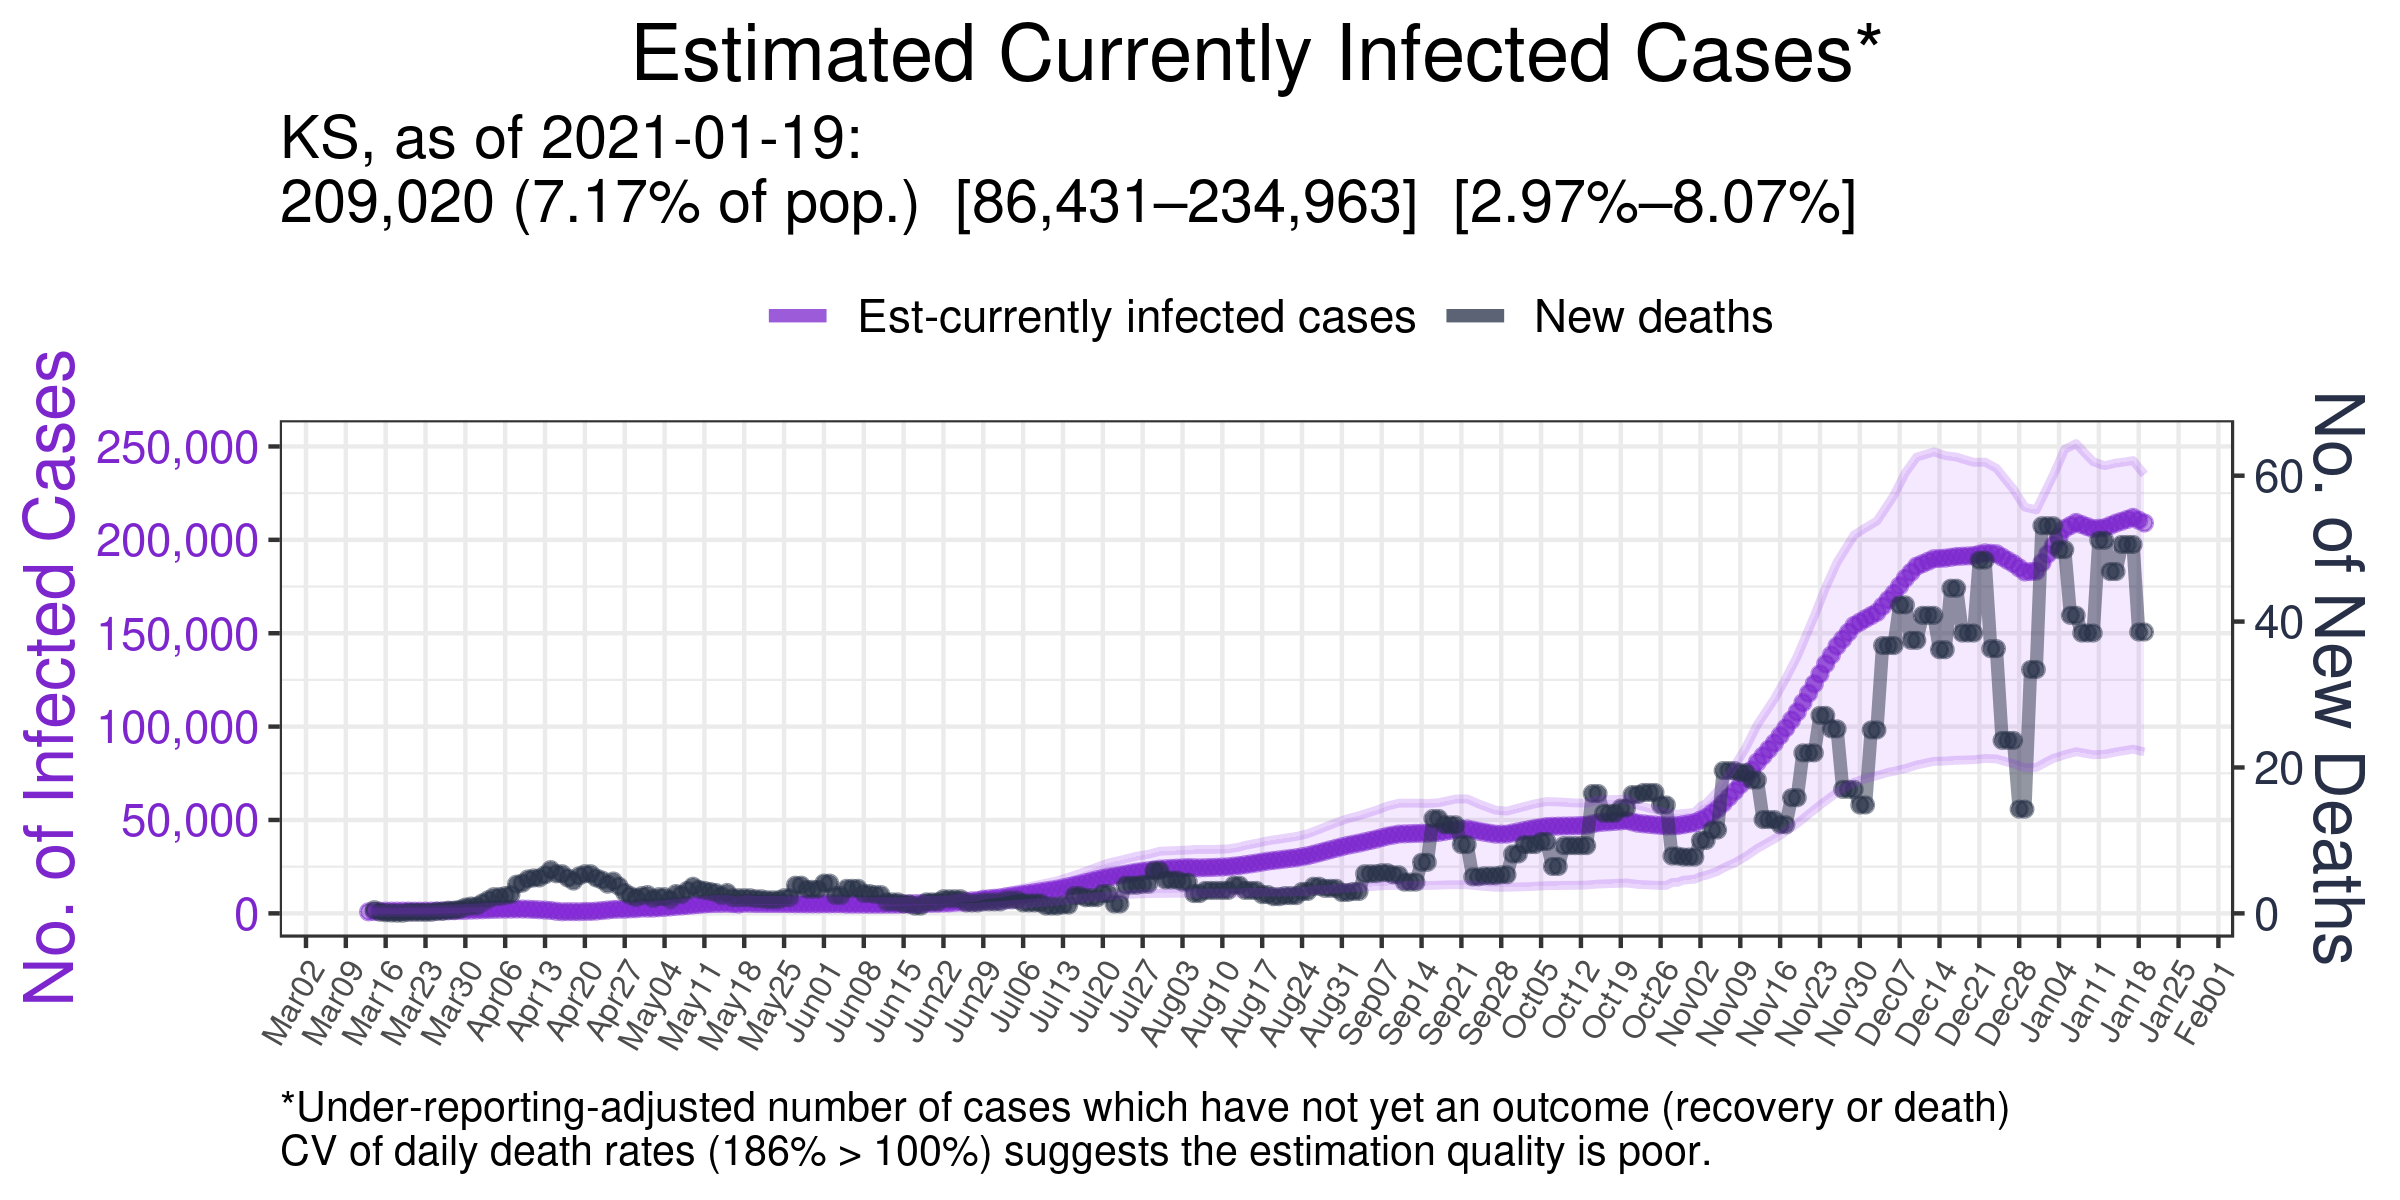 Estimated Currently Infected Cases*
KS, as of 2021-01-19:
209,020 (7.17% of pop.)  [86,431–234,963]  [2.97%–8.07%]
Est-currently infected cases
New deaths
No. of Infected Cases
250,000
200,000
150,000
100,000
50,000
0
60
40
20
0
No. of New Deaths
Mar02
Mar09
Mar16
Mar23
Mar30
Apr06
Apr13
Apr20
Apr27
May04
May11
May18
May25
Jun01
Jun08
Jun15
Jun22
Jun29
Jul06
Jul13
Jul20
Jul27
Aug03
Aug10
Aug17
Aug24
Aug31
Sep07
Sep14
Sep21
Sep28
Oct05
Oct12
Oct19
Oct26
Nov02
Nov09
Nov16
Nov23
Nov30
Dec07
Dec14
Dec21
Dec28
Jan04
Jan11
Jan18
Jan25
Feb01
*Under-reporting-adjusted number of cases which have not yet an outcome (recovery or death)
CV of daily death rates (186% > 100%) suggests the estimation quality is poor.